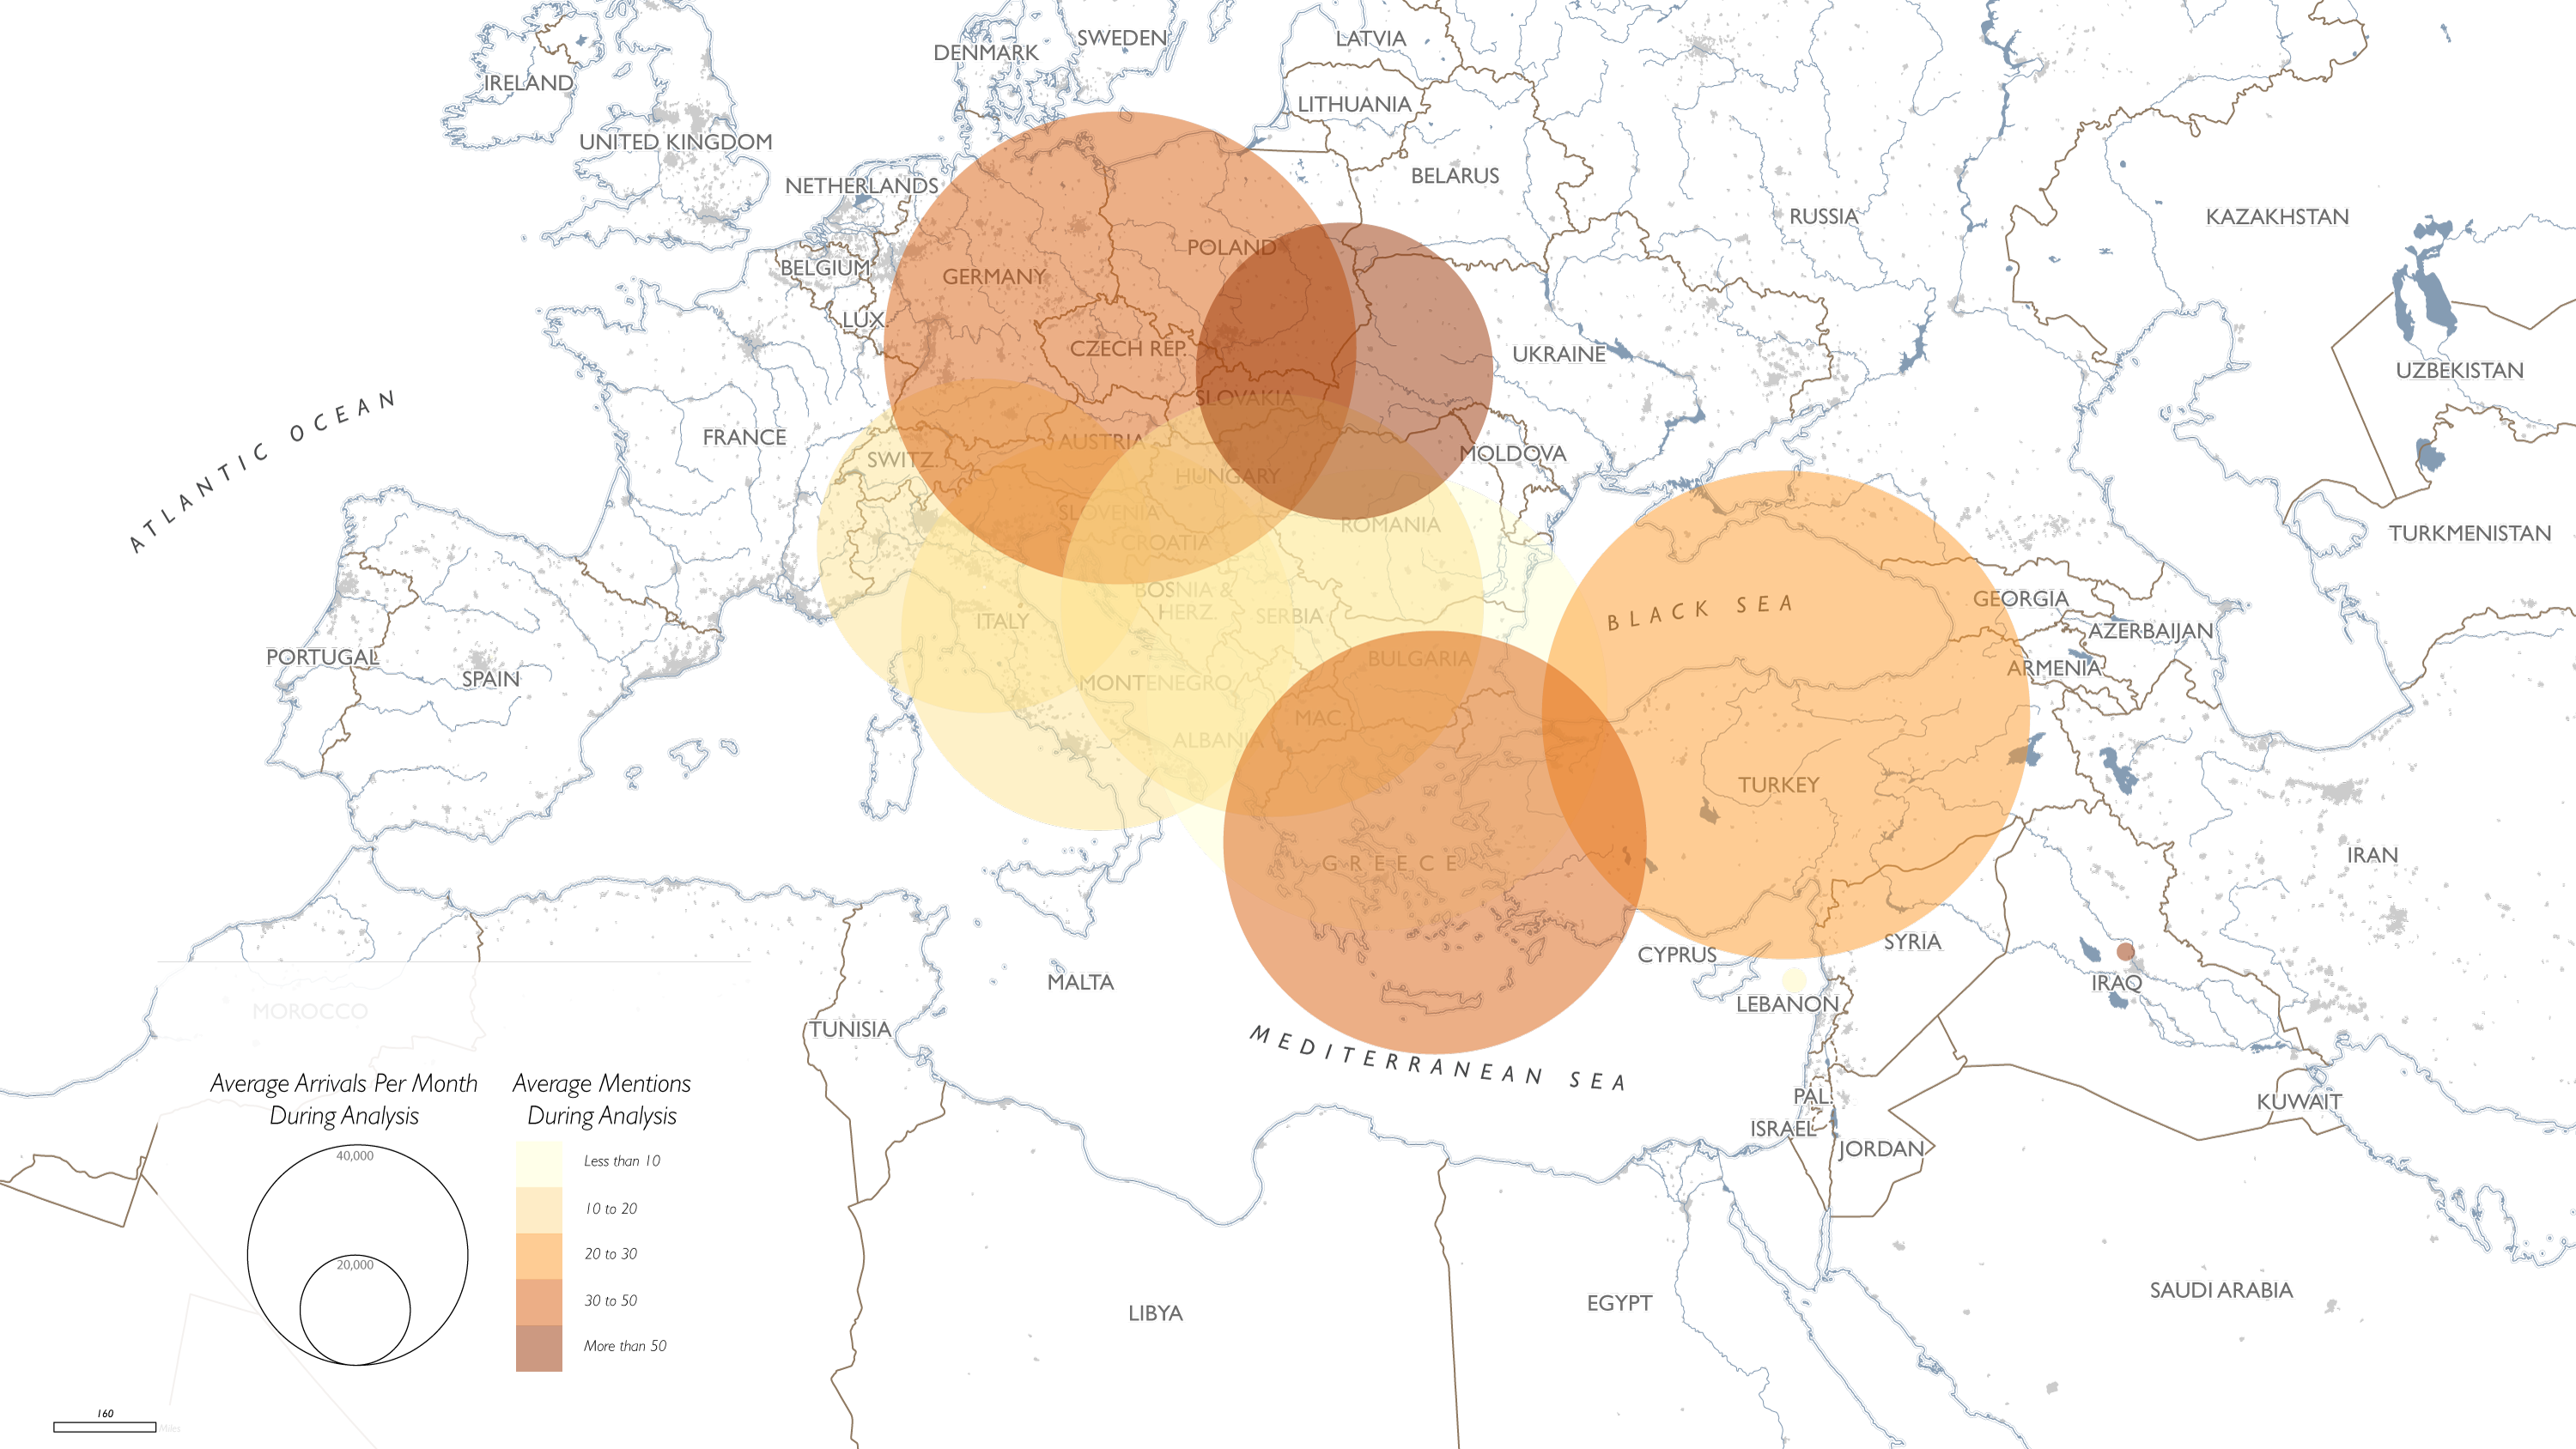 SWEDEN
LATVIA
DENMARK
IRELAND
LITHUANIA
UNITED KINGDOM
BELARUS
NETHERLANDS
RUSSIA
KAZAKHSTAN
POLAND
BELGIUM
GERMANY
LUX.
CZECH REP.
UKRAINE
UZBEKISTAN
SLOVAKIA
ATLANTIC OCEAN
FRANCE
AUSTRIA
MOLDOVA
SWITZ.
HUNGARY
SLOVENIA
ROMANIA
TURKMENISTAN
CROATIA
BOSNIA &
HERZ.
SERBIA
BLACK SEA
GEORGIA
ITALY
AZERBAIJAN
PORTUGAL
BULGARIA
ARMENIA
SPAIN
MONTENEGRO
MAC.
ALBANIA
TURKEY
GREECE
IRAN
SYRIA
CYPRUS
MALTA
IRAQ
LEBANON
MOROCCO
TUNISIA
MEDITERRANEAN SEA
PAL.
KUWAIT
ISRAEL
JORDAN
SAUDI ARABIA
EGYPT
LIBYA
Average Arrivals Per Month
During Analysis
40,000
20,000
Average Mentions
During Analysis
Less than 10
10 to 20
20 to 30
30 to 50
More than 50
160
Miles